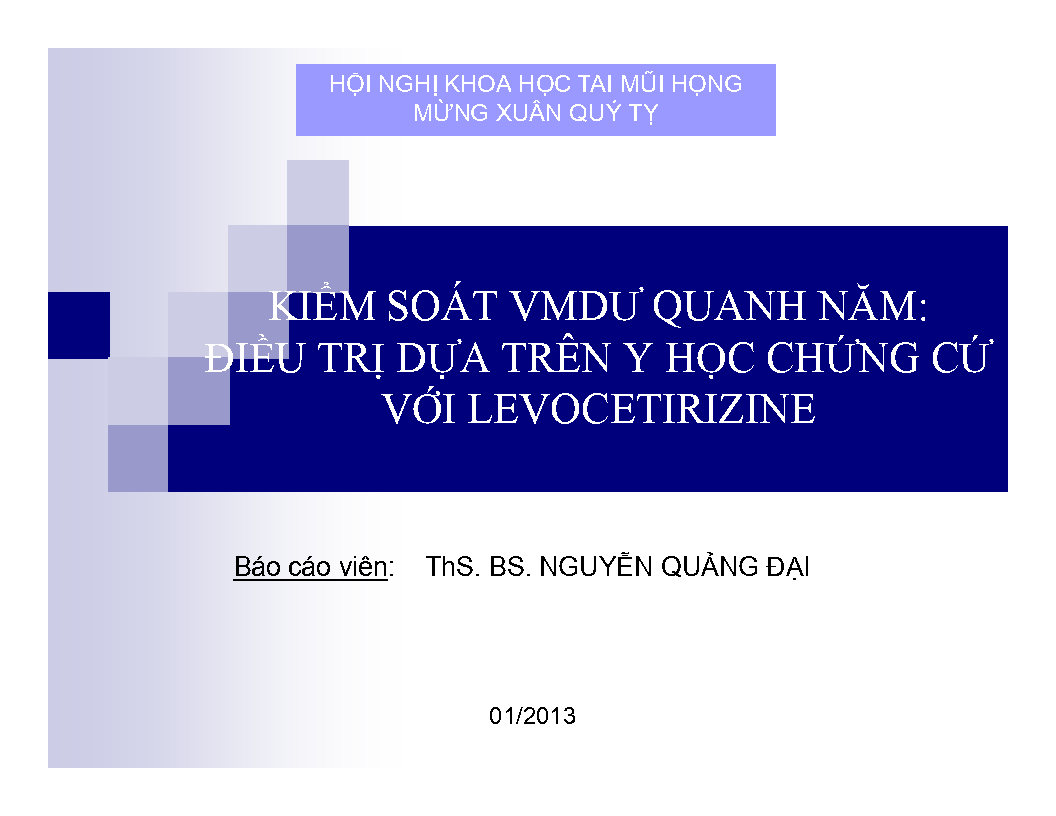 HỘI NGHỊ KHOA HỌC TAI MŨI HỌNG
MỪNG XUÂN QUÝ TỴ
KIỂM SOÁT VMDƯ QUANH NĂM:
ĐIỀU TRỊ DỰA TRÊN Y HỌC CHỨNG CỨ
VỚI LEVOCETIRIZINE
Báo cáo viên: ThS. BS. NGUYỄN QUẢNG ĐẠI
01/2013